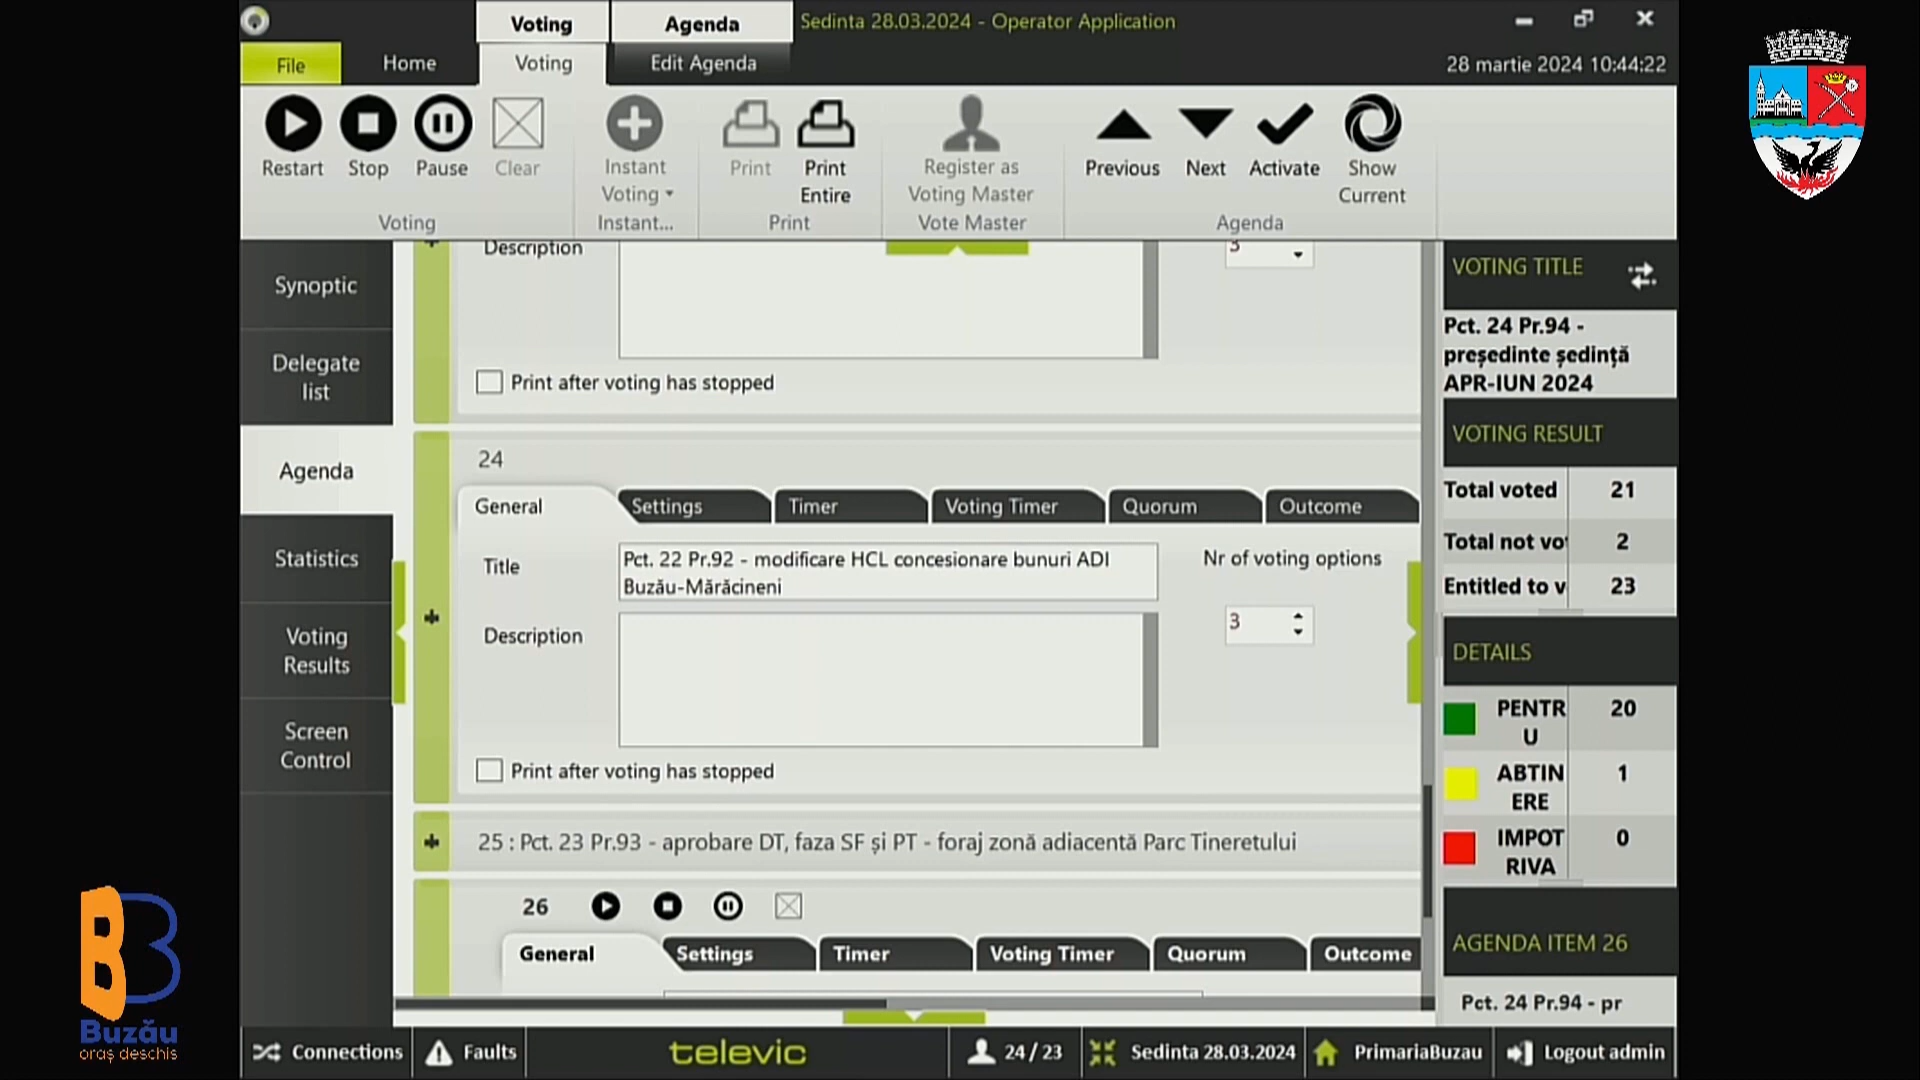 Voting
Agenda
Sedinta 28.03.2024 - Operator Application
File
Home
Voting
Edit Agenda
28 martie 2024 10:44:22
Restart
Stop
Pause
Clear
Instant
Voting
Print
Print
Entire
Register as
Voting Master
Previous
Next
Activate
Show
Current
Voting
Instant...
Print
Vote Master
Agenda
Synoptic
Delegate
list
Agenda
Statistics
Voting
Results
Screen
Control
Description
3
Print after voting has stopped
24
General
Settings
Timer
Voting Timer
Quorum
Outcome
Title
Pct. 22 Pr.92 - modificare HCL concesionare bunuri ADI
Buzău-Mărăcineni
Nr of voting options
3
Description
Print after voting has stopped
25 : Pct. 23 Pr.93 - aprobare DT, faza SF și PT - foraj zonă adiacentă Parc Tineretului
26
General
Settings
Timer
Voting Timer
Quorum
Outcome
VOTING TITLE
Pct. 24 Pr.94 -
președinte ședință
APR-IUN 2024
VOTING RESULT
Total voted 21
Total not vo 2
Entitled to v 23
DETAILS
PENTR
U
20
ABTIN
ERE
1
IMPOT
RIVA
0
AGENDA ITEM 26
Pct. 24 Pr.94 - pr
Connections
Faults
televic
24 / 23
Sedinta 28.03.2024
PrimariaBuzau
Logout admin
Buzău
oraș deschis